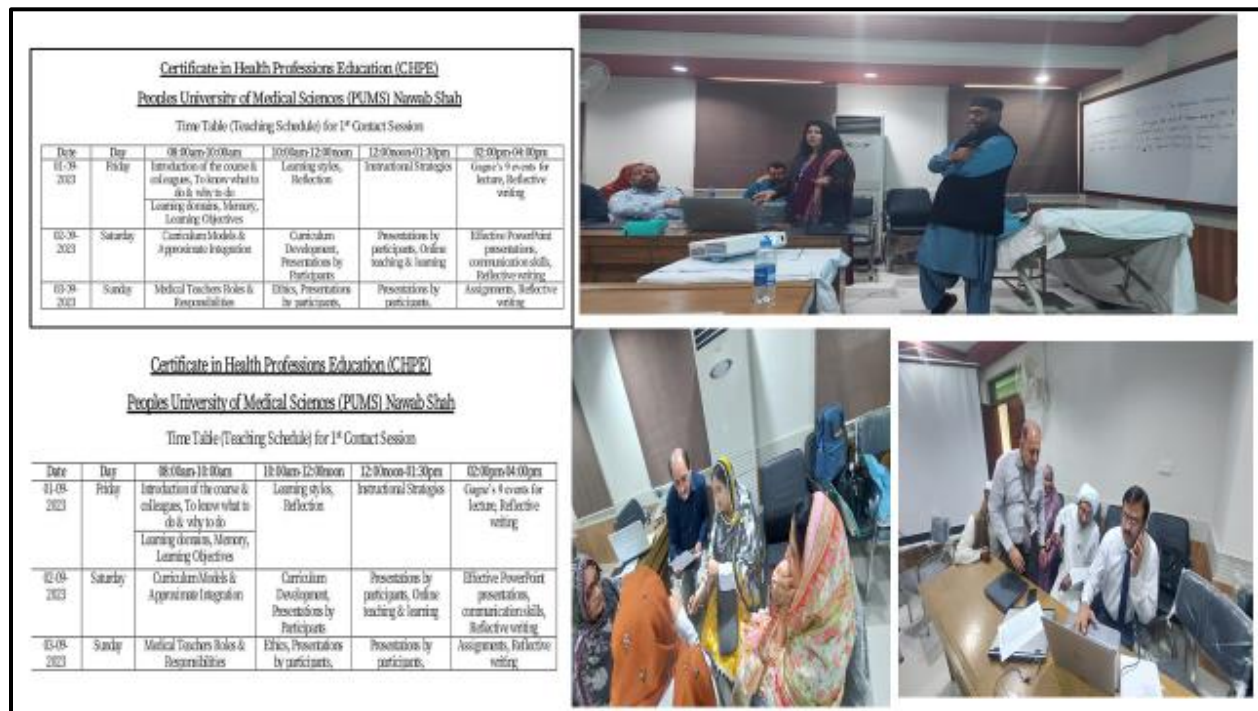 Certificate in Health Professions Education (CHPE)
Peoples University of Medical Sciences (PUMS) Nawab Shah
Time Table (Teaching Schedule) for 1st Contact Session
Date Day 08:00am-10:00am 10:00am-12:00noon 12:00noon-01:30pm 02:00pm-04:00pm
01-09-2023 Friday Introduction of the course & colleagues, To know what to do & why to do Learning styles, Reflection Instructional Strategies Gagne's 9 events for lecture, Reflective writing
Learning domains, Memory, Learning Objectives
02-09-2023 Saturday Curriculum Models & Approximate Integration Curriculum Development, Presentations by Participants Presentations by participants, Online teaching & learning Effective PowerPoint presentations, communication skills, Reflective writing
03-09-2023 Sunday Medical Teachers Roles & Responsibilities Ethics, Presentations by participants, Presentations by participants, Assignments, Reflective writing
Certificate in Health Professions Education (CHPE)
Peoples University of Medical Sciences (PUMS) Nawab Shah
Time Table (Teaching Schedule) for 1st Contact Session
Date Day 08:00am-10:00am 10:00am-12:00noon 12:00noon-01:30pm 02:00pm-04:00pm
01-09-2023 Friday Introduction of the course & colleagues, To know what to do & why to do Learning styles, Reflection Instructional Strategies Gagne's 9 events for lecture, Reflective writing
Learning domains, Memory, Learning Objectives
02-09-2023 Saturday Curriculum Models & Approximate Integration Curriculum Development, Presentations by Participants Presentations by participants, Online teaching & learning Effective PowerPoint presentations, communication skills, Reflective writing
03-09-2023 Sunday Medical Teachers Roles & Responsibilities Ethics, Presentations by participants, Presentations by participants, Assignments, Reflective writing